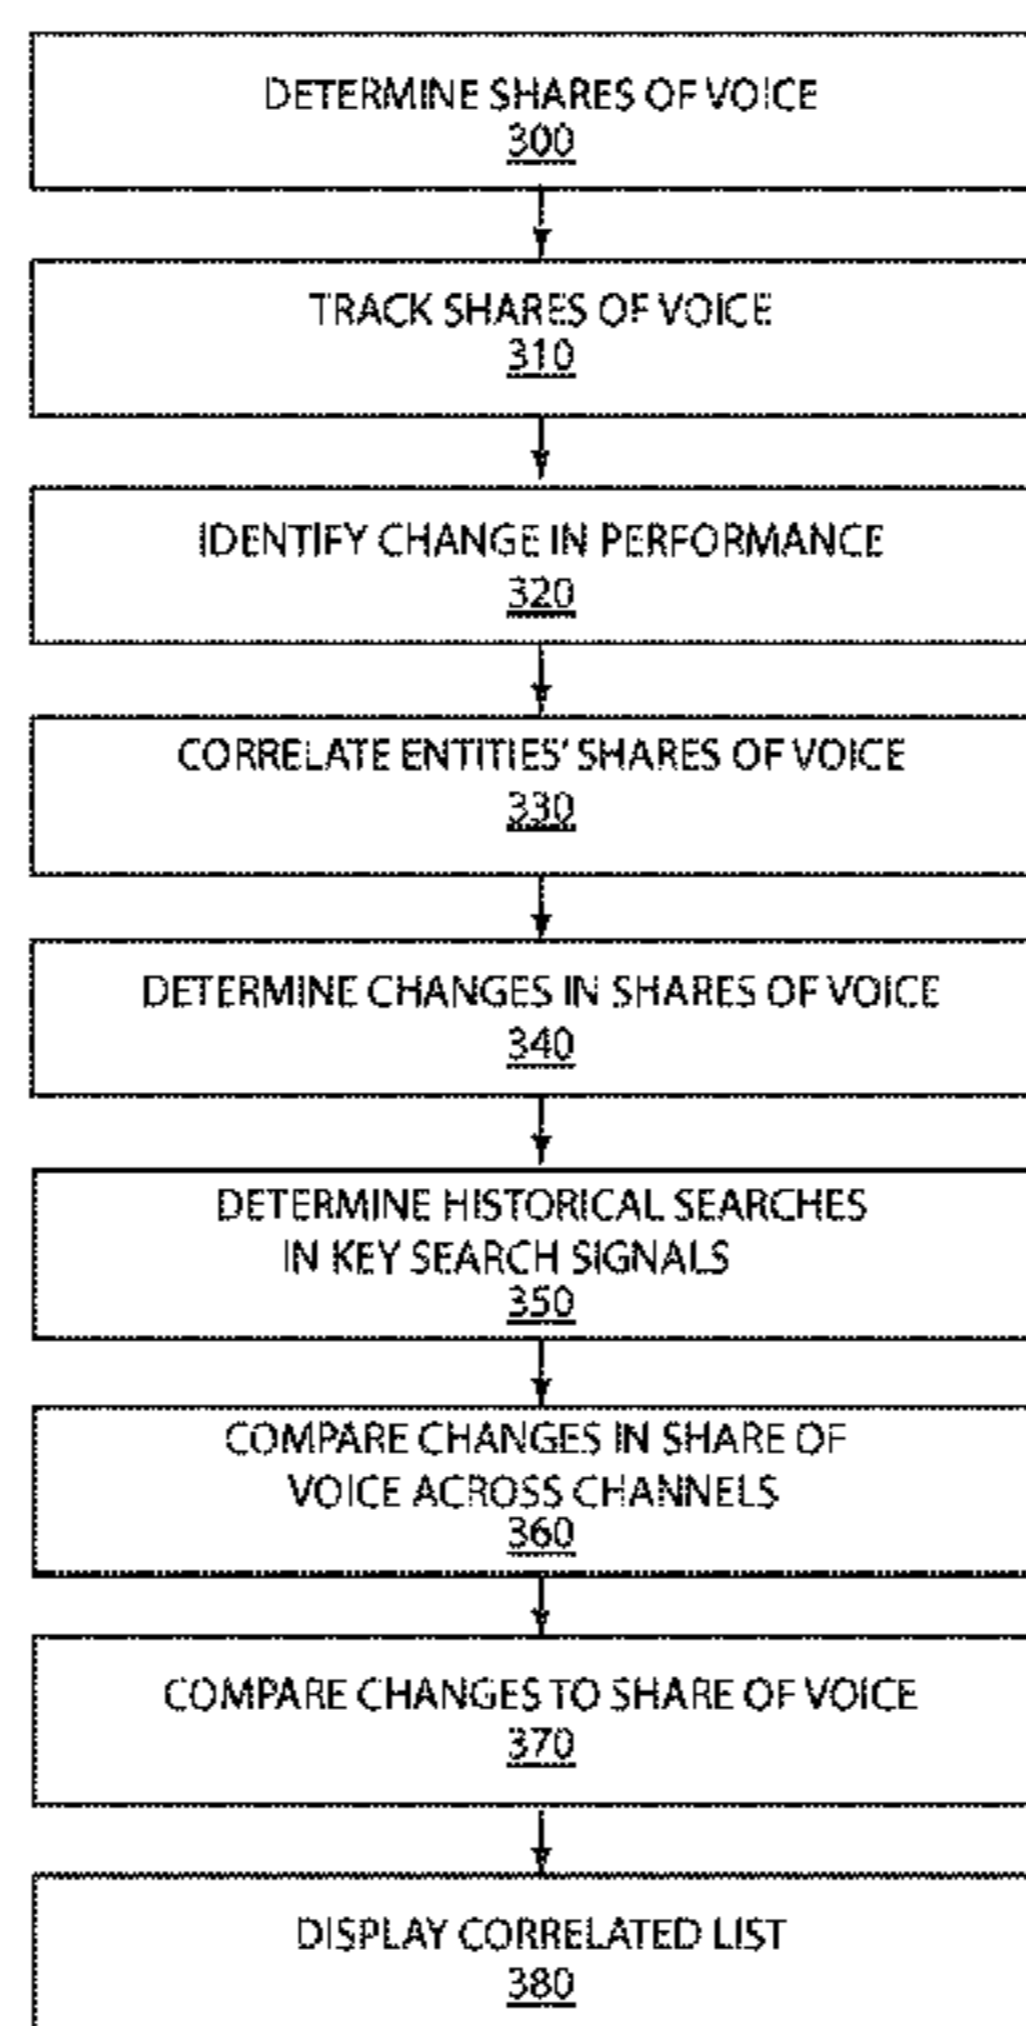 DETERMINE SHARES OF VOICE
300
TRACK SHARES OF VOICE
310
IDENTIFY CHANGE IN PERFORMANCE
320
CORRELATE ENTITIES' SHARES OF VOICE
330
DETERMINE CHANGES IN SHARES OF VOICE
340
DETERMINE HISTORICAL SEARCHES
IN KEY SEARCH SIGNALS
350
COMPARE CHANGES IN SHARE OF
VOICE ACROSS CHANNELS
360
COMPARE CHANGES TO SHARE OF VOICE
370
DISPLAY CORRELATED LIST
380